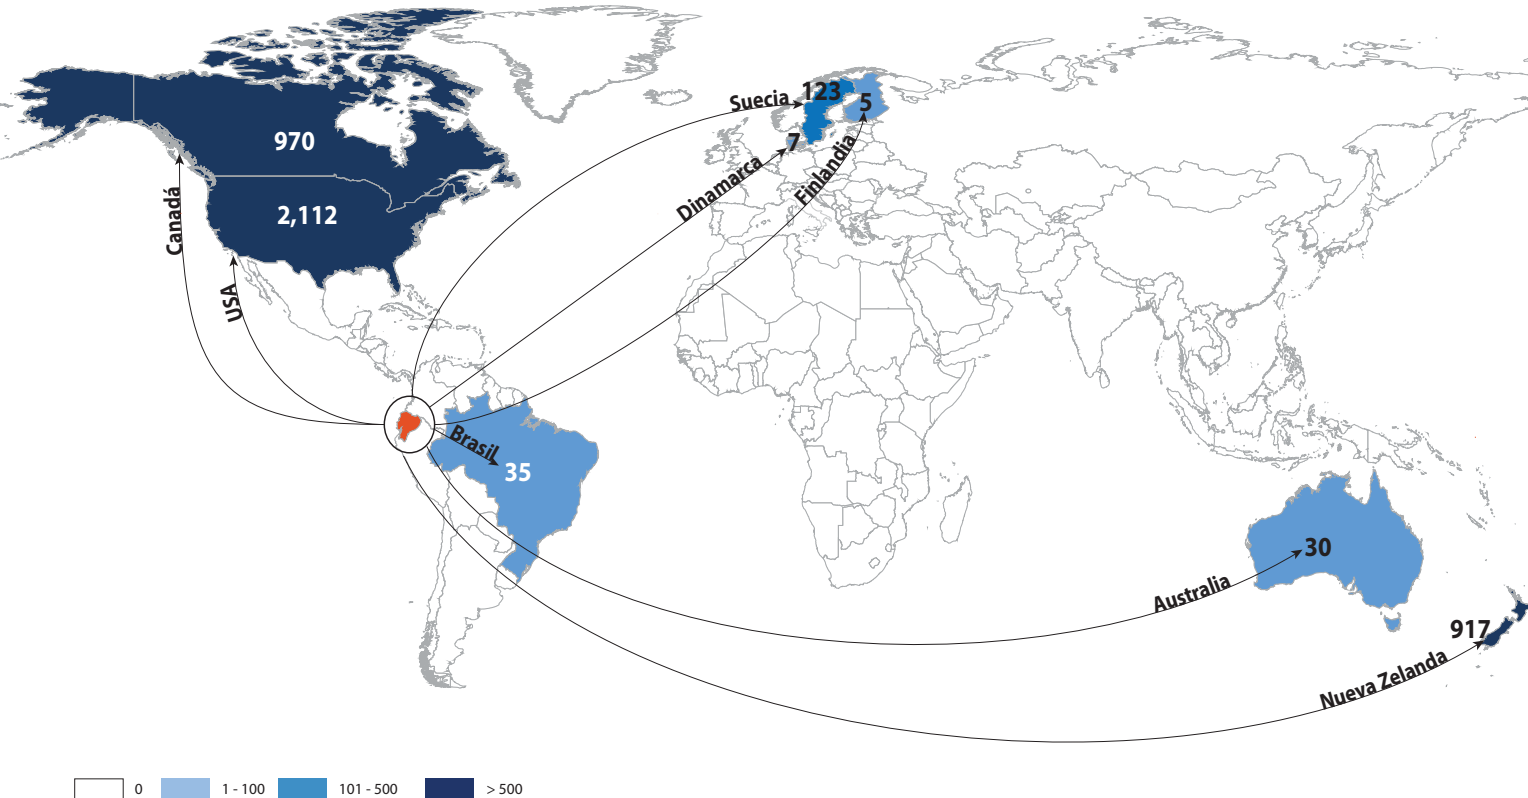 Suecia
123
5
7
Dinamarca
Finlandia
970
2,112
Canadá
USA
Brasil
35
30
Australia
917
Nueva Zelanda
0
1 - 100
101 - 500
> 500